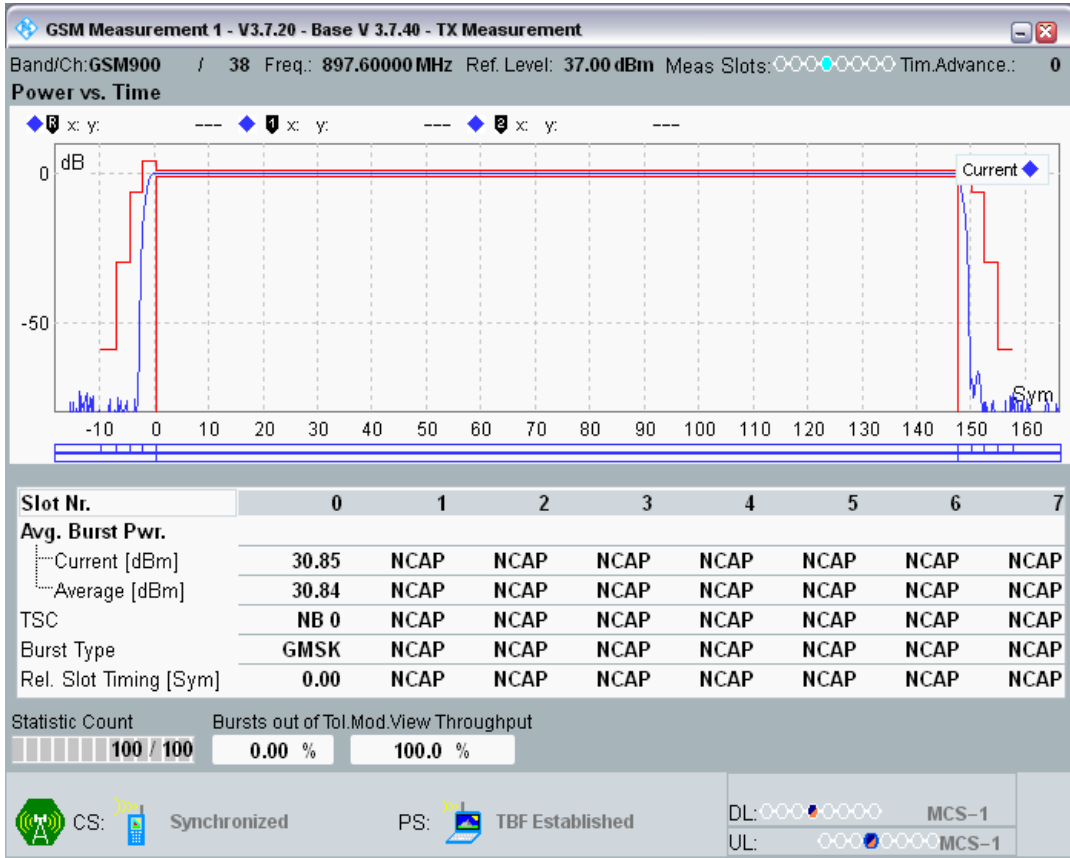 GSM Measurement 1 - V3.7.20 - Base V 3.7.40 - TX Measurement
Band/Ch:GSM900 / 38 Freq.: 897.60000 MHz Ref. Level: 37.00 dBm Meas Slots: Tim.Advance.: 0
Power vs. Time
R x: y: --- 1 x: y: --- 2 x: y: ---
dB
Current
0
-50
Sym
-10 0 10 20 30 40 50 60 70 80 90 100 110 120 130 140 150 160
Slot Nr. 0 1 2 3 4 5 6 7
Avg. Burst Pwr.
Current [dBm] 30.85 NCAP NCAP NCAP NCAP NCAP NCAP NCAP
Average [dBm] 30.84 NCAP NCAP NCAP NCAP NCAP NCAP NCAP
TSC NB 0 NCAP NCAP NCAP NCAP NCAP NCAP NCAP
Burst Type GMSK NCAP NCAP NCAP NCAP NCAP NCAP NCAP
Rel. Slot Timing [Sym] 0.00 NCAP NCAP NCAP NCAP NCAP NCAP NCAP
Statistic Count Bursts out of Tol.Mod.View Throughput
100 / 100 0.00 % 100.0 %
CS: Synchronized PS: TBF Established
DL: MCS-1
UL: MCS-1